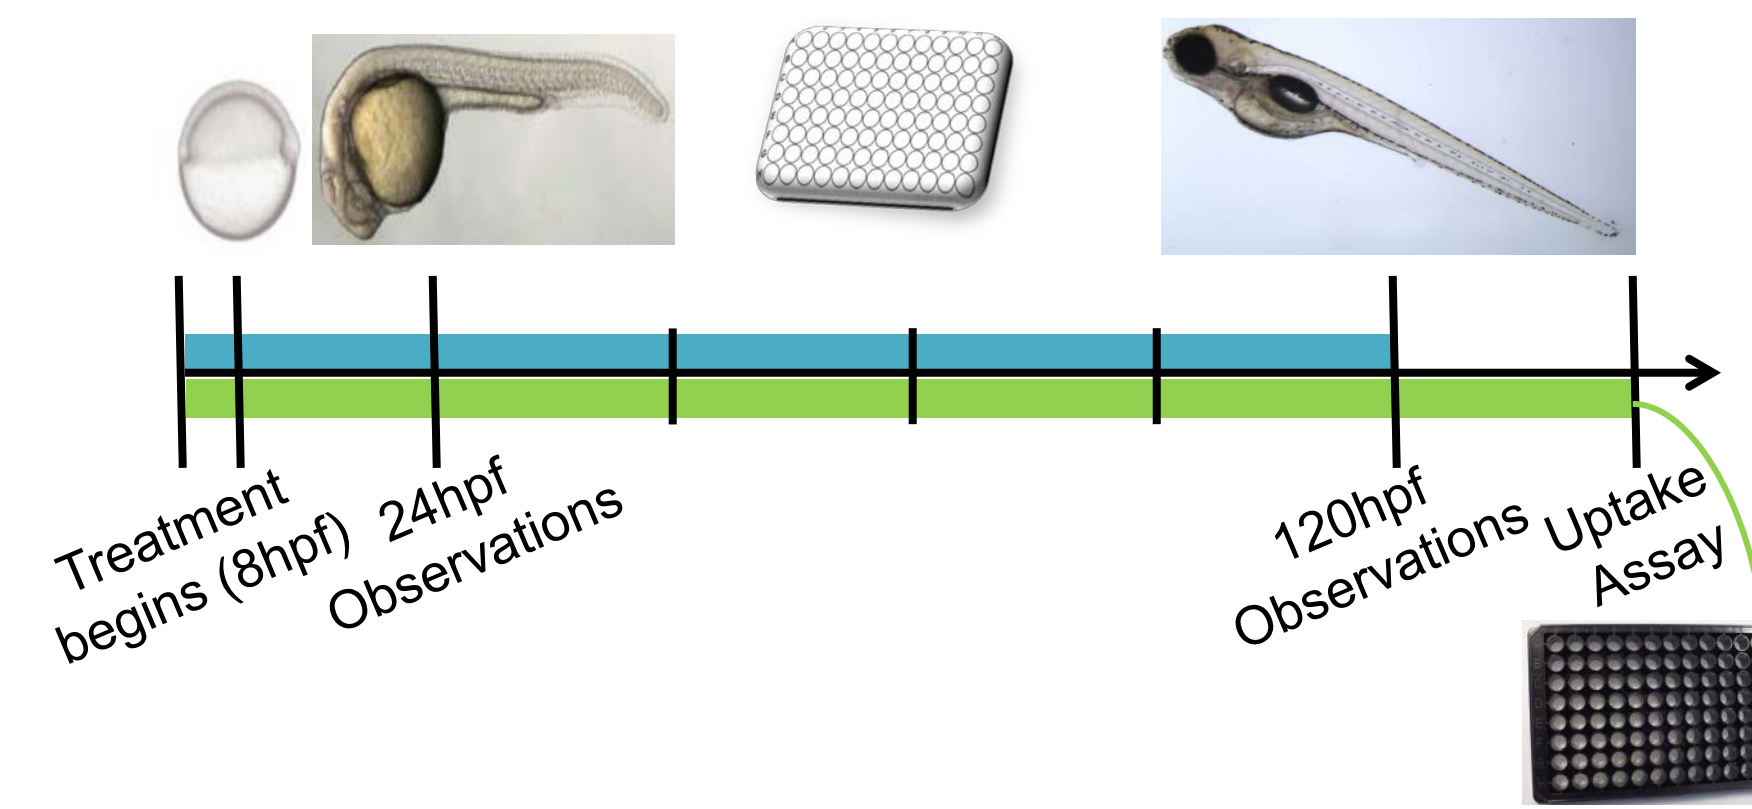 Treatment
begins (8hpf)
24hpf
Observations
120hpf
Observations
Uptake
Assay